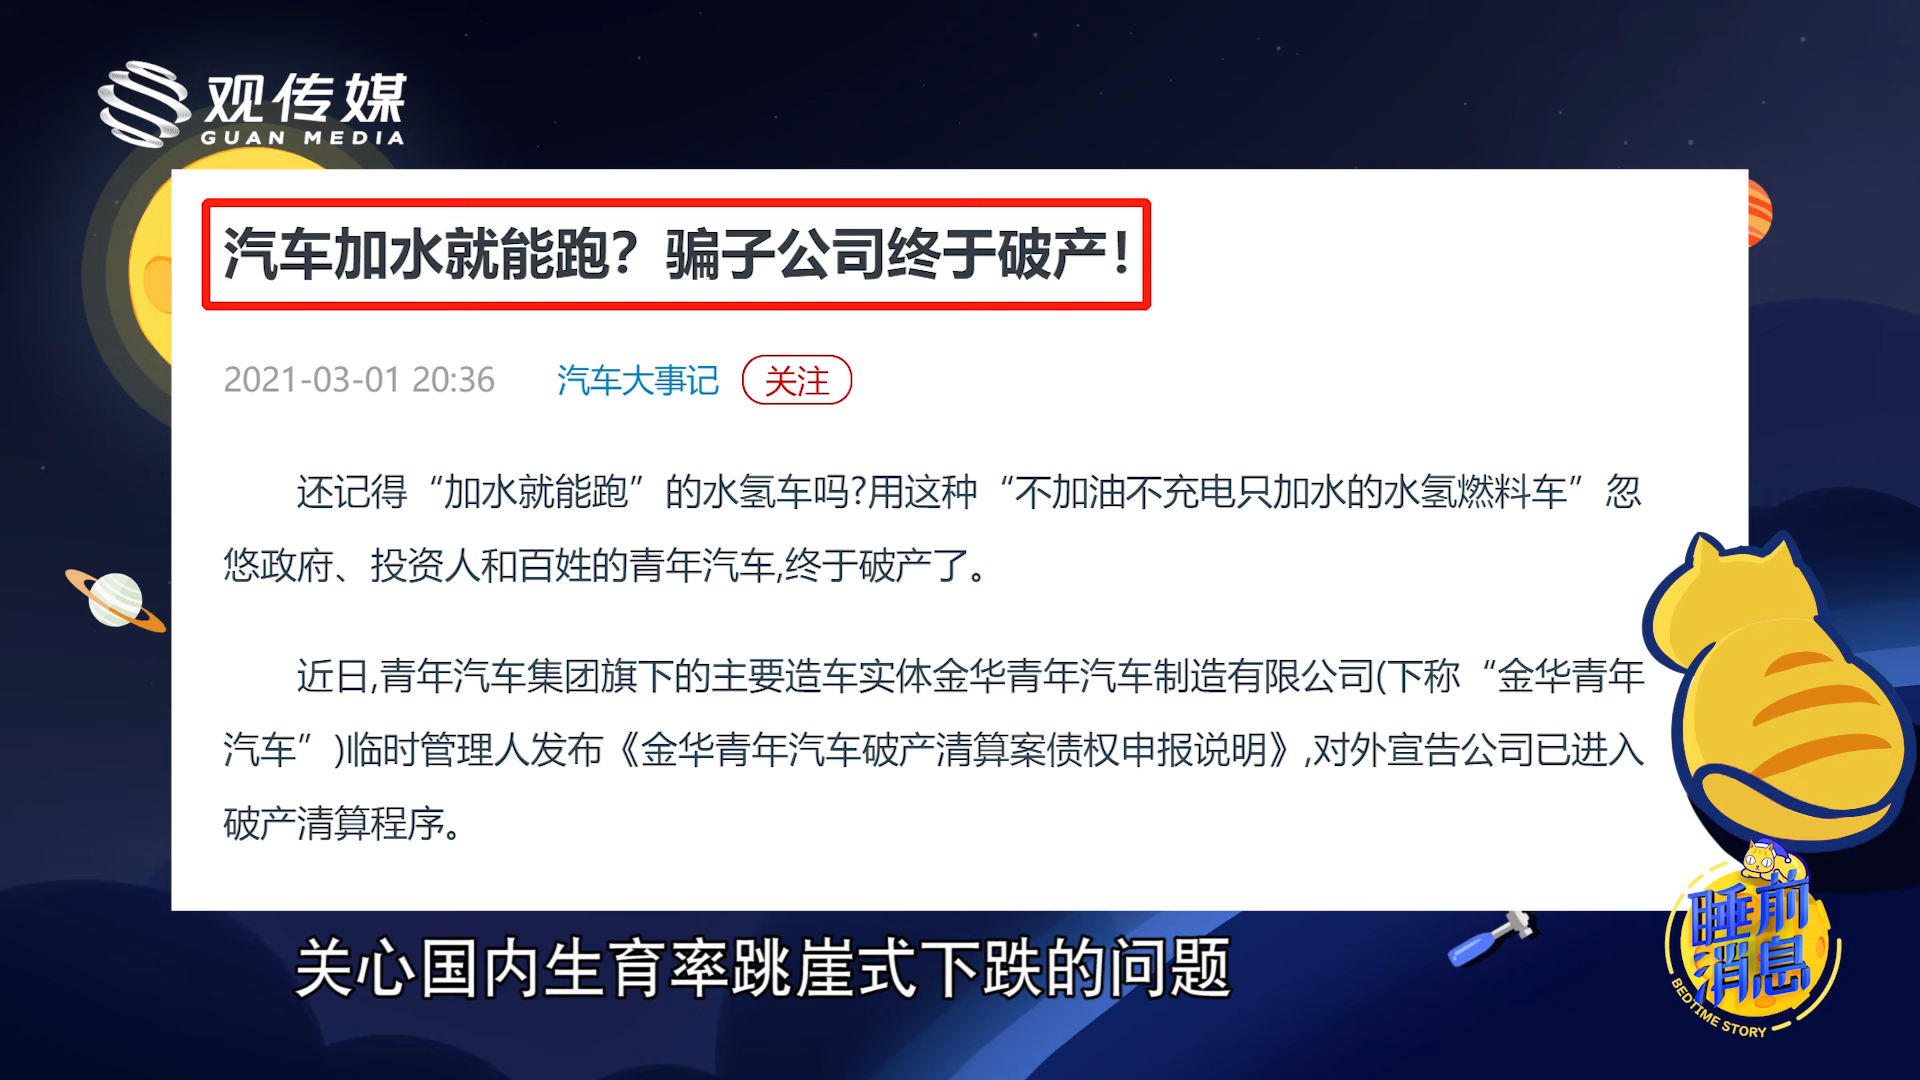 观传媒
GUAN MEDIA
汽车加水就能跑？骗子公司终于破产！
2021-03-01 20:36 汽车大事记 关注
还记得“加水就能跑”的水氢车吗?用这种“不加油不充电只加水的水氢燃料车”忽
悠政府、投资人和百姓的青年汽车,终于破产了。
近日,青年汽车集团旗下的主要造车实体金华青年汽车制造有限公司(下称“金华青年
汽车”)临时管理人发布《金华青年汽车破产清算案债权申报说明》,对外宣告公司已进入
破产清算程序。
关心国内生育率跳崖式下跌的问题
睡前
消息
BEDTIME STORY